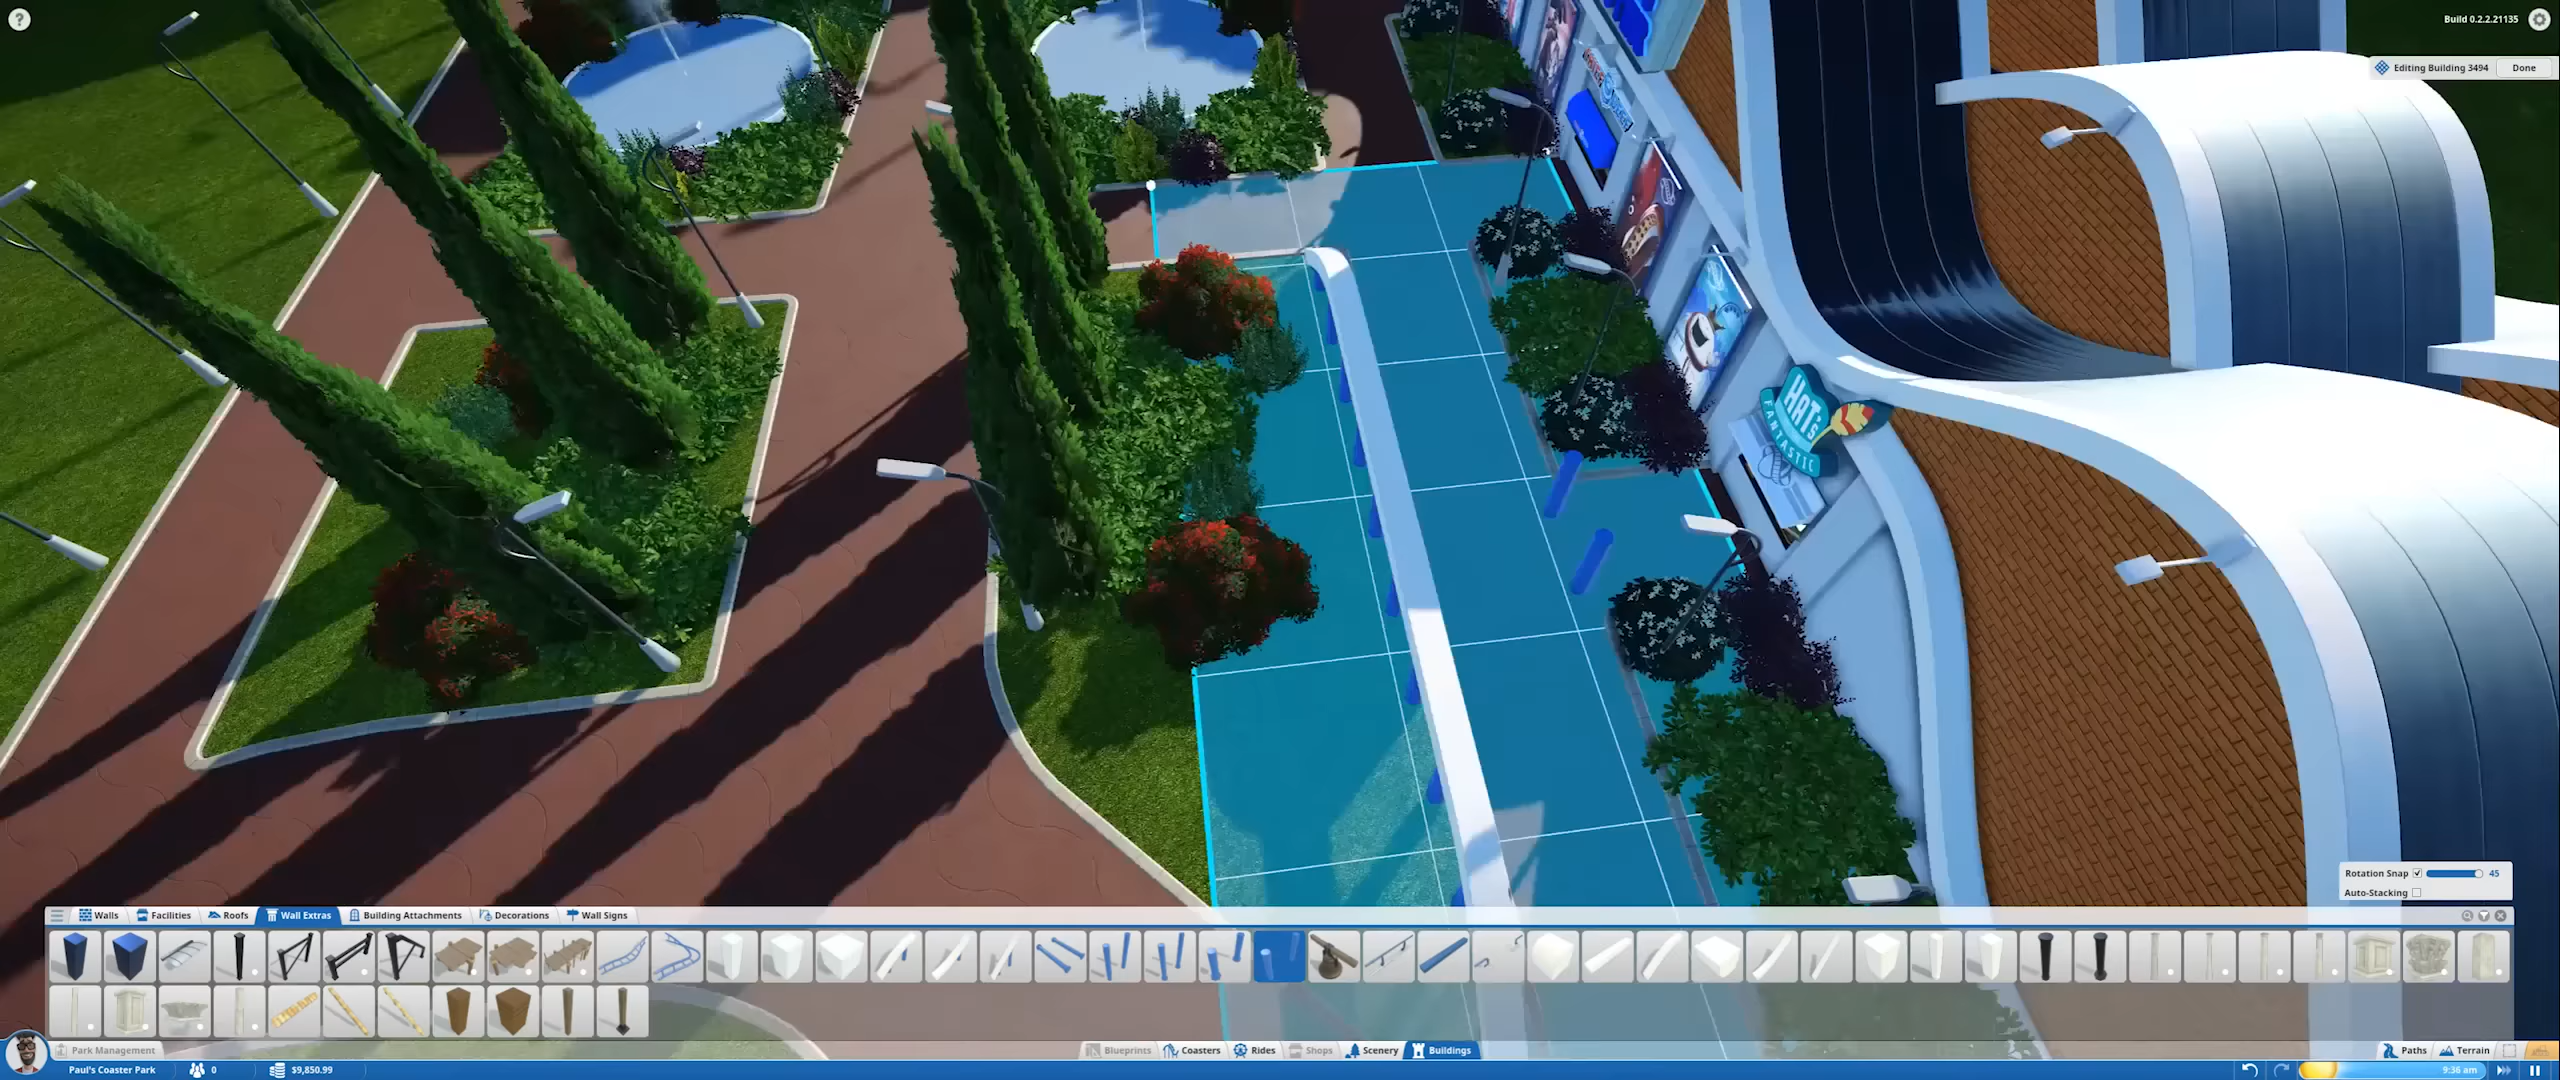 ?
Build 0.2.2.21135
Editing Building 3494
Done
HAT'S
FANTASTIC
Rotation Snap
45
Auto-Stacking
Walls
Facilities
Roofs
Wall Extras
Building Attachments
Decorations
Wall Signs
Park Management
Blueprints
Coasters
Rides
Shops
Scenery
Buildings
Paths
Terrain
Paul's Coaster Park
0
$9,850.99
9:36 am